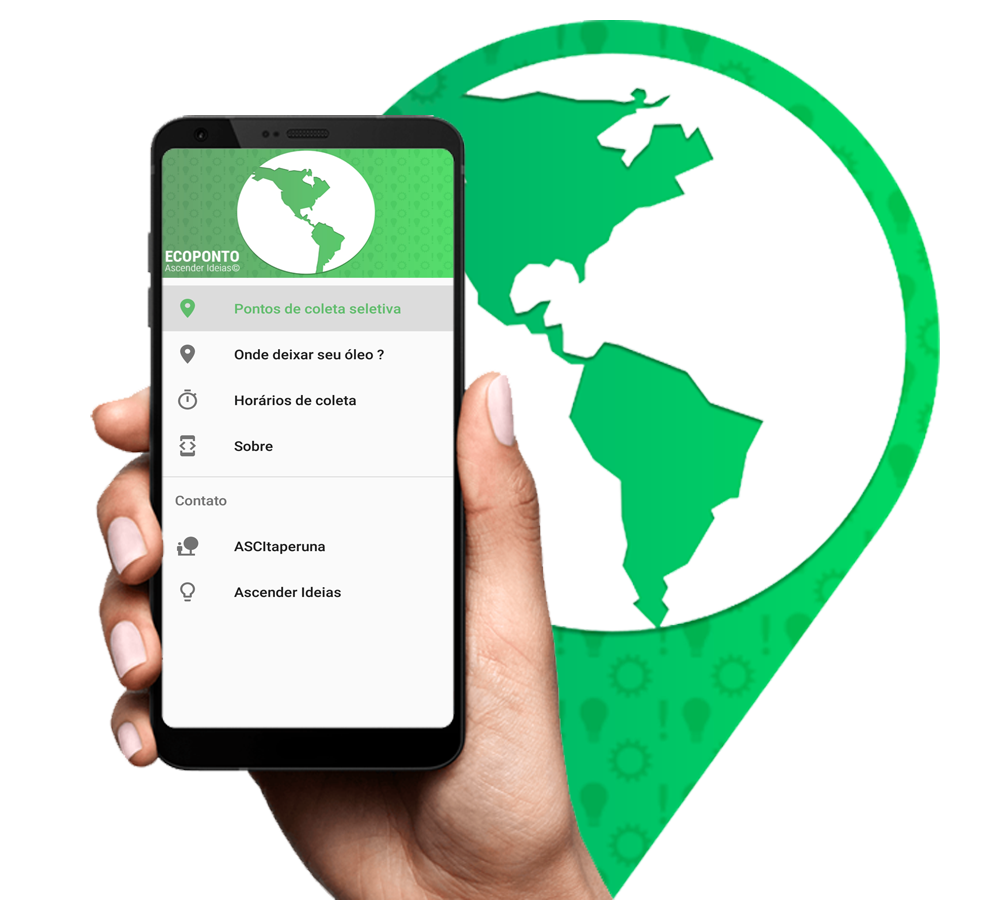 ECOPONTO
Ascender Ideias©
Pontos de coleta seletiva
Onde deixar seu óleo ?
Horários de coleta
Sobre
Contato
ASCItaperuna
Ascender Ideias